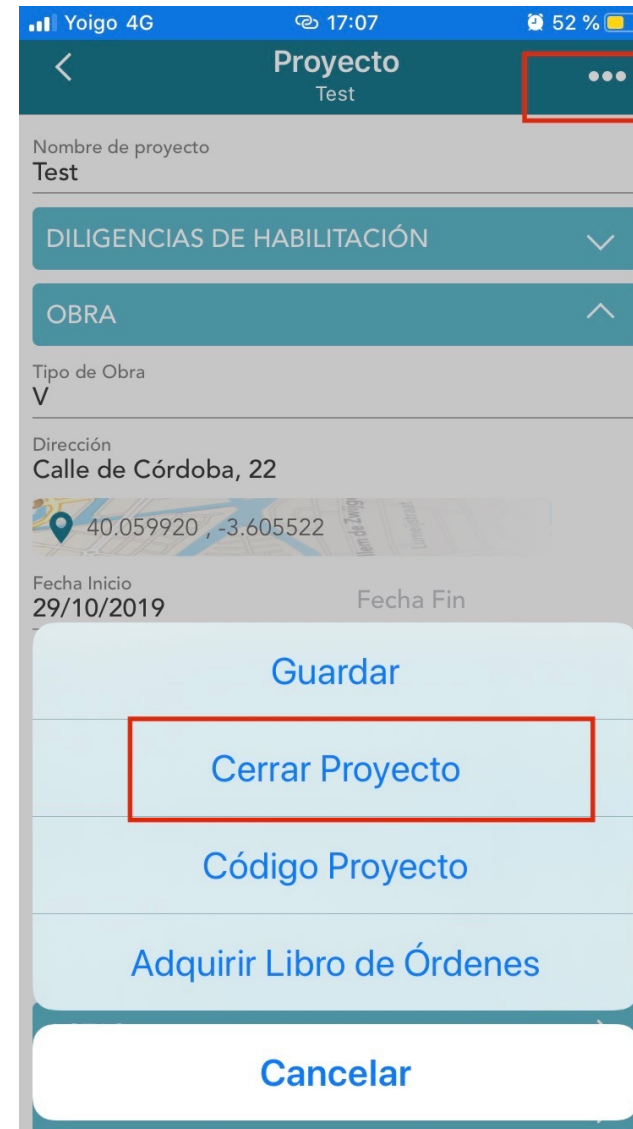 Yoigo 4G 17:07 52 %
Proyecto
Test
Nombre de proyecto
Test
DILIGENCIAS DE HABILITACIÓN
OBRA
Tipo de Obra
V
Dirección
Calle de Córdoba, 22
40.059920 , -3.605522
Fecha Inicio
29/10/2019 Fecha Fin
Guardar
Cerrar Proyecto
Código Proyecto
Adquirir Libro de Órdenes
Cancelar